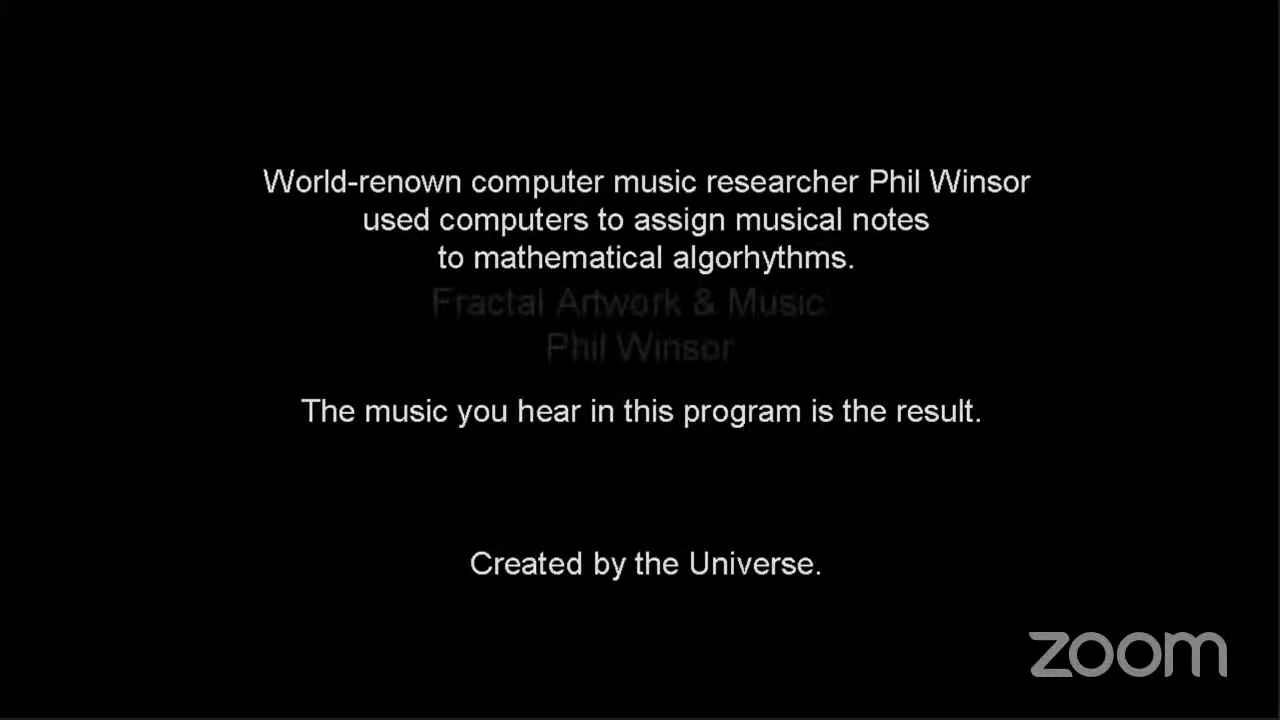 World-renown computer music researcher Phil Winsor
used computers to assign musical notes
to mathematical algorhythms.
Fractal Artwork & Music:
Phil Winsor
The music you hear in this program is the result.
Created by the Universe.
zoom